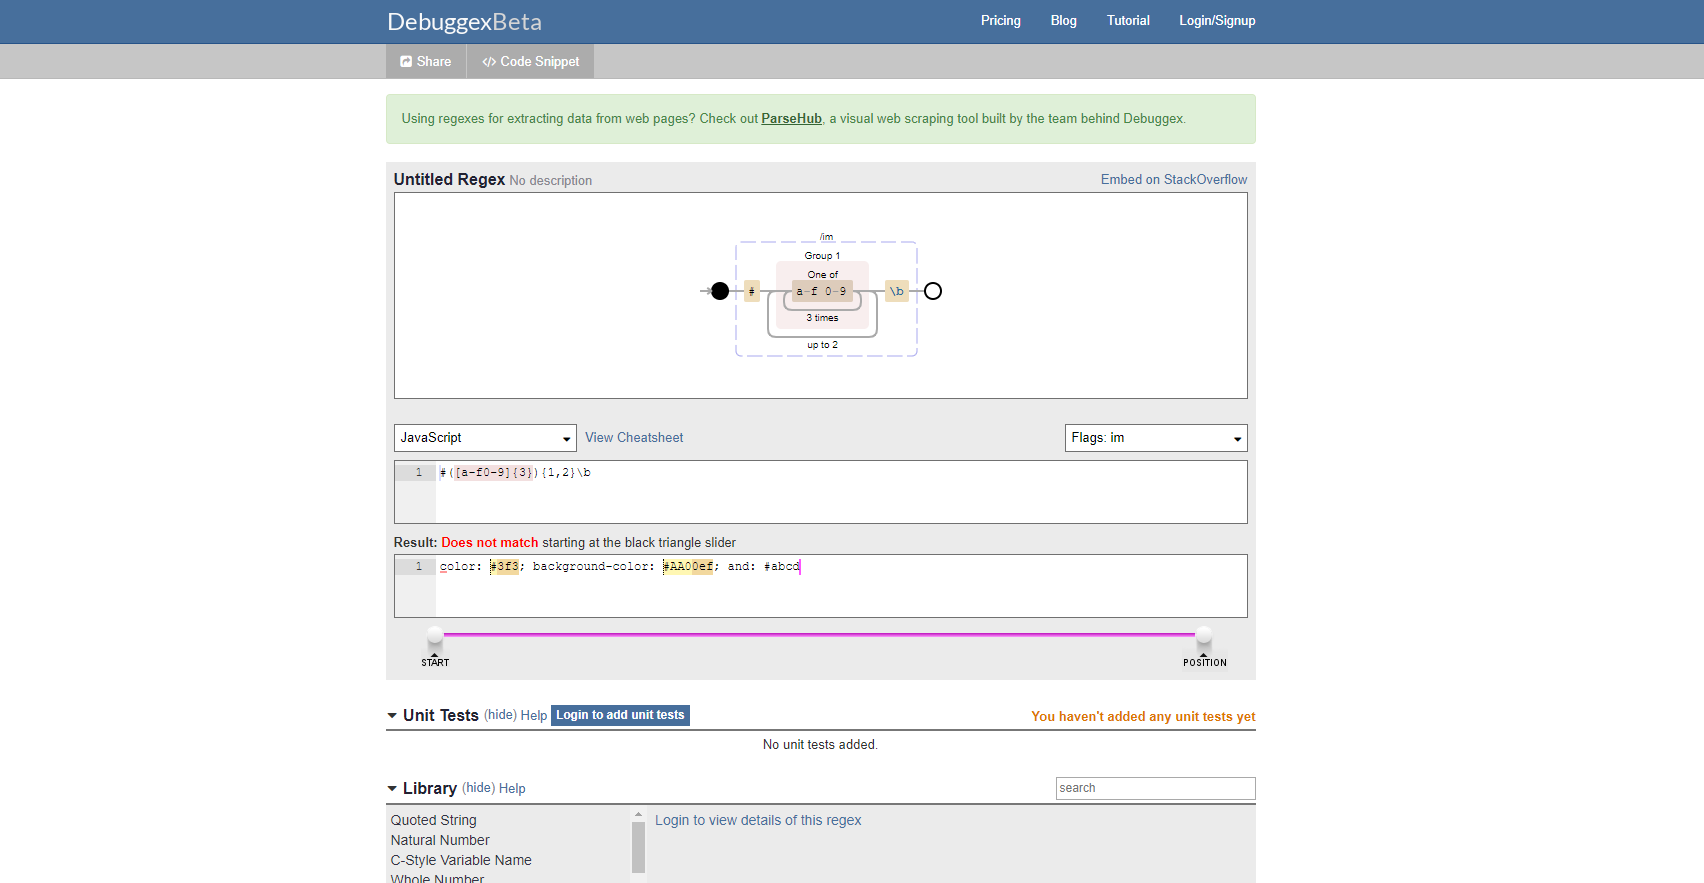 DebuggexBeta
Pricing Blog Tutorial Login/Signup
Share </> Code Snippet
Using regexes for extracting data from web pages? Check out ParseHub, a visual web scraping tool built by the team behind Debuggex.
Untitled Regex No description Embed on StackOverflow
/im
Group 1
One of
# a-f 0-9 \b
3 times
up to 2
JavaScript View Cheatsheet Flags: im
1 #([a-f0-9]{3}){1,2}\b
Result: Does not match starting at the black triangle slider
1 color: #3f3; background-color: #AA00ef; and: #abcd
START POSITION
Unit Tests (hide) Help Login to add unit tests You haven't added any unit tests yet
No unit tests added.
Library (hide) Help search
Quoted String Login to view details of this regex
Natural Number
C-Style Variable Name
Whole Number